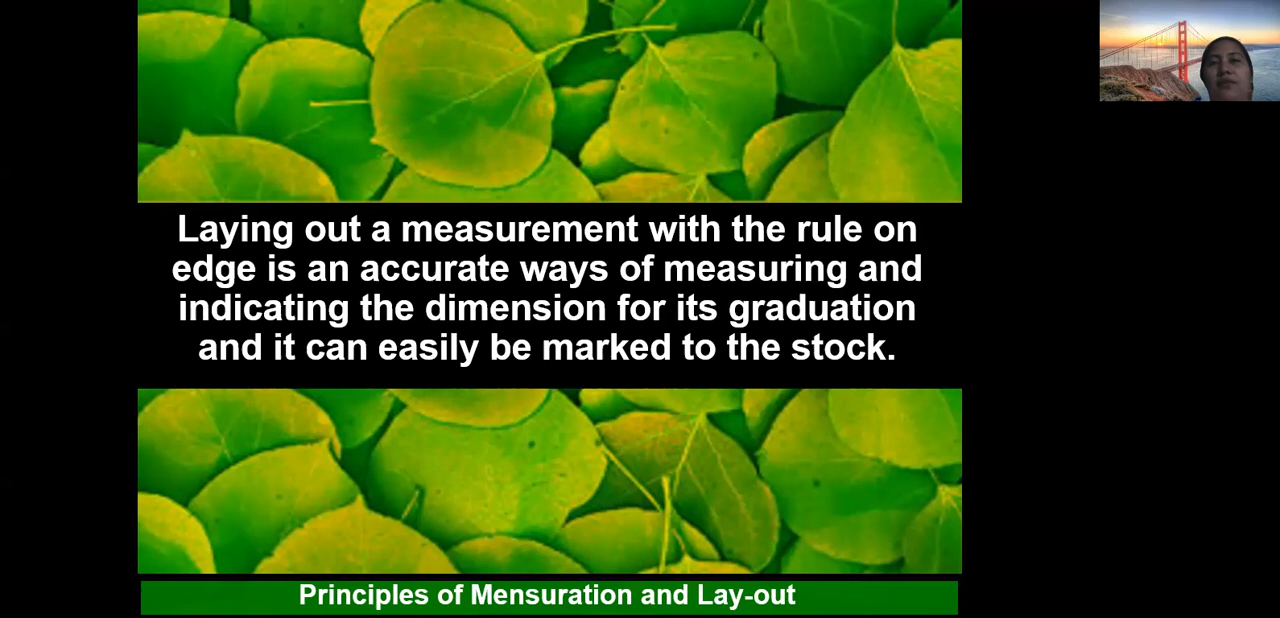 Laying out a measurement with the rule on
edge is an accurate ways of measuring and
indicating the dimension for its graduation
and it can easily be marked to the stock.
Principles of Mensuration and Lay-out